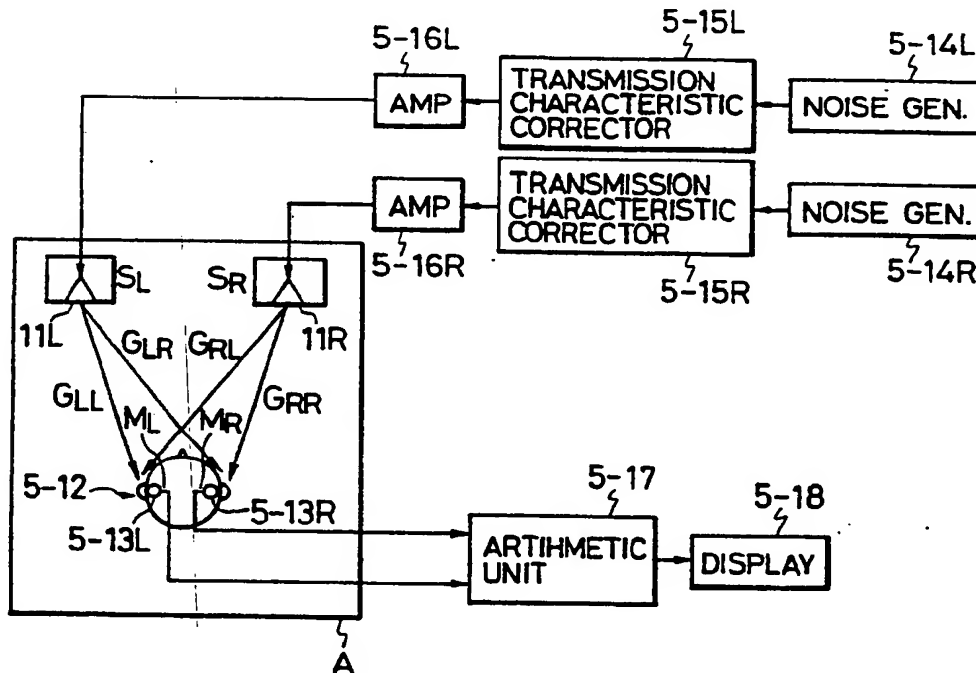 5-16L
5-15L
5-14L
AMP
TRANSMISSION
CHARACTERISTIC
CORRECTOR
NOISE GEN.
AMP
TRANSMISSION
CHARACTERISTIC
CORRECTOR
NOISE GEN.
5-16R
5-15R
5-14R
SL
SR
11L
11R
GLR
GRL
GLL
GRR
ML
MR
5-12
5-13L
5-13R
5-17
5-18
ARTIHMETIC
UNIT
DISPLAY
A